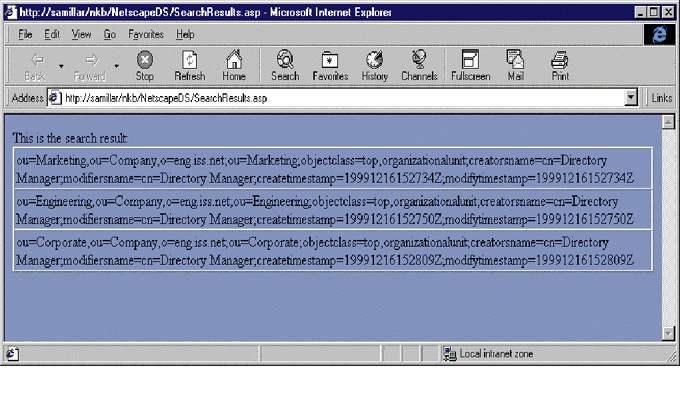 http://samillar/nkb/NetscapeDS/SearchResults.asp - Microsoft Internet Explorer
File Edit View Go Favorites Help
Back Forward Stop Refresh Home Search Favorites History Channels Fullscreen Mail Print
Address http://samillar/nkb/NetscapeDS/SearchResults.asp Links
This is the search result:
ou=Marketing,ou=Company,o=eng.iss.net;ou=Marketing;objectclass=top,organizationalunit;creatorsname=cn=Directory
Manager;modifiersname=cn=Directory Manager;createtimestamp=19991216152734Z;modifytimestamp=19991216152734Z
ou=Engineering,ou=Company,o=eng.iss.net;ou=Engineering;objectclass=top,organizationalunit;creatorsname=cn=Directory
Manager;modifiersname=cn=Directory Manager;createtimestamp=19991216152750Z;modifytimestamp=19991216152750Z
ou=Corporate,ou=Company,o=eng.iss.net;ou=Corporate;objectclass=top,organizationalunit;creatorsname=cn=Directory
Manager;modifiersname=cn=Directory Manager;createtimestamp=19991216152809Z;modifytimestamp=19991216152809Z
Local intranet zone